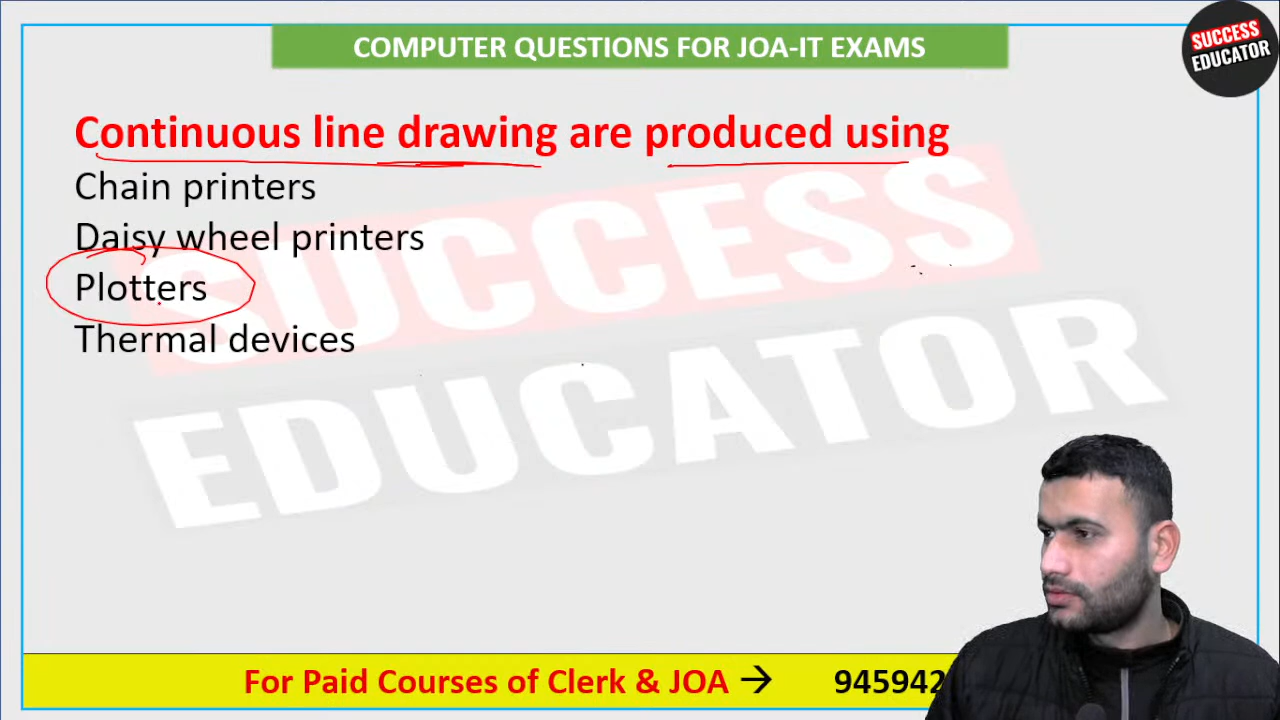 COMPUTER QUESTIONS FOR JOA-IT EXAMS
SUCCESS
EDUCATOR
Continuous line drawing are produced using
Chain printers
Daisy wheel printers
Plotters
Thermal devices
SUCCESS
EDUCATOR
For Paid Courses of Clerk & JOA → 945942